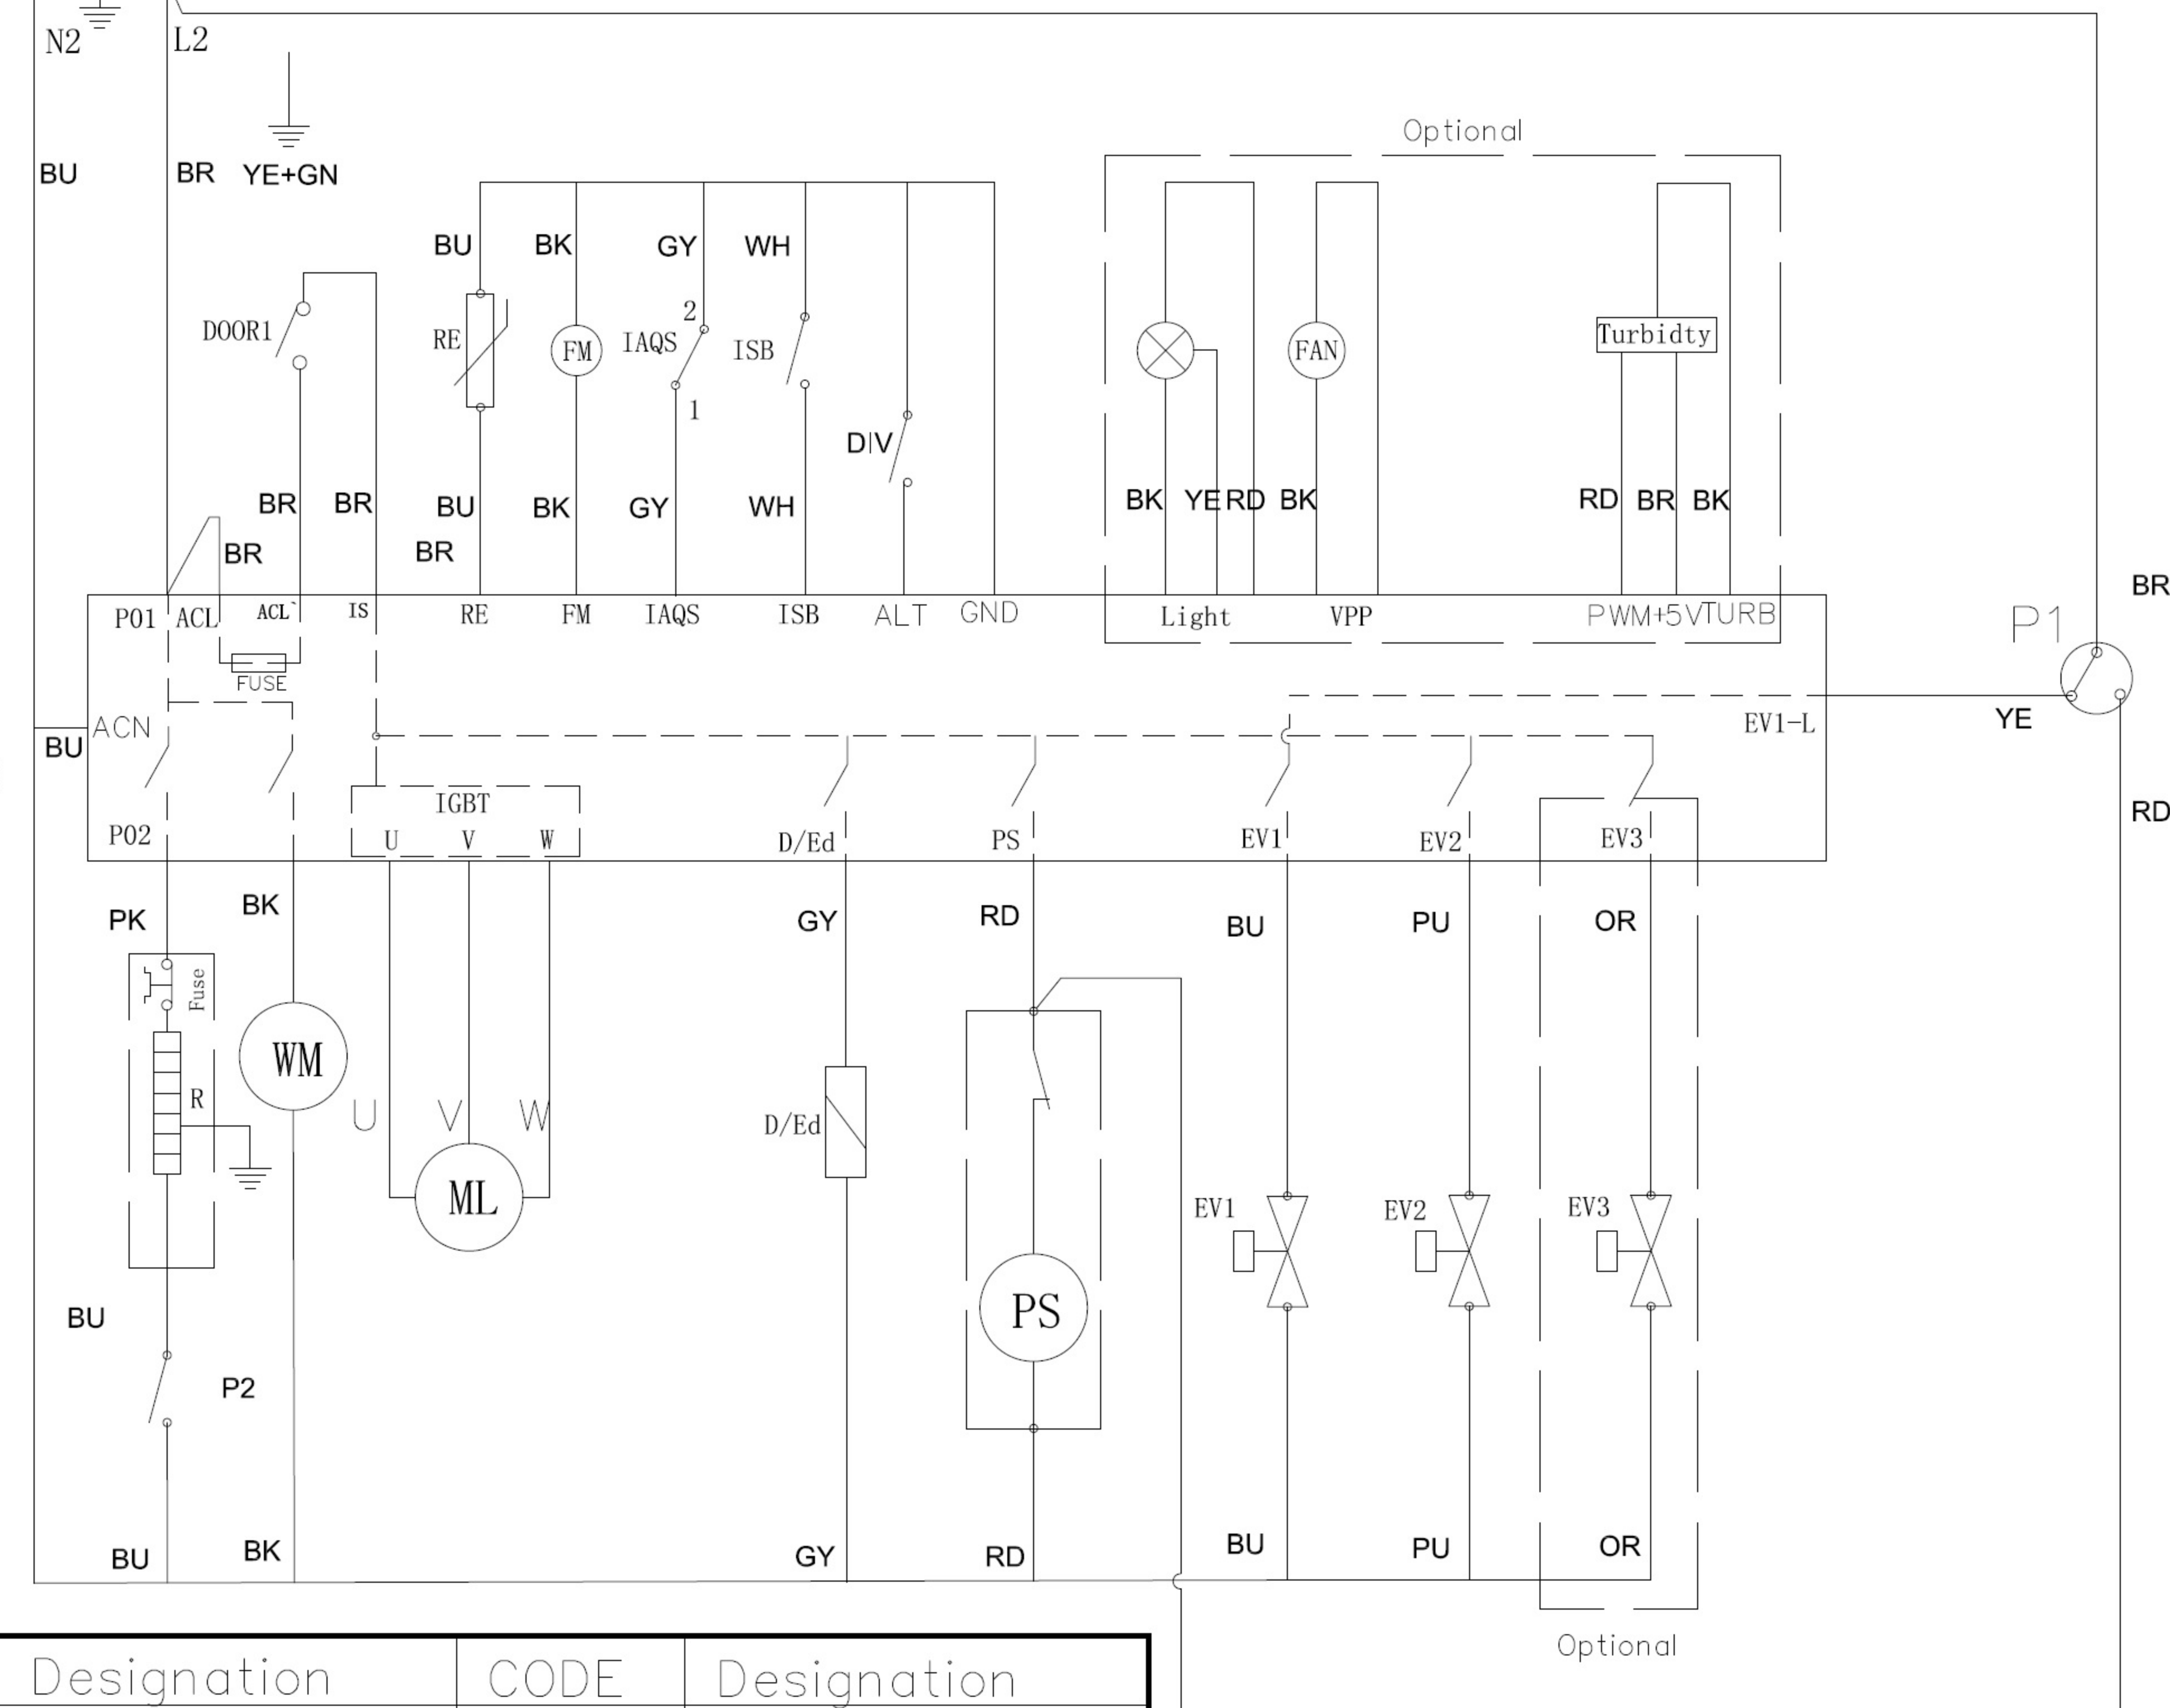 N2 L2
Optional
BU BR YE+GN
BU BK GY WH
2
DOOR1 RE FM IAQS ISB FAN Turbidty
1
DIV
BR BR BU BK GY WH BK YE RD BK RD BR BK
BR BR
BR
P01 ACL ACL` IS RE FM IAQS ISB ALT GND Light VPP PWM +5V TURB
P1
FUSE
ACN EV1-L YE
BU
IGBT
RD
P02 U V W D/Ed PS EV1 EV2 EV3
PK BK GY RD BU PU OR
Fuse
WM
R U V W D/Ed
ML EV1 EV2 EV3
BU PS
P2
BU BK GY RD BU PU OR
Optional
Designation CODE Designation